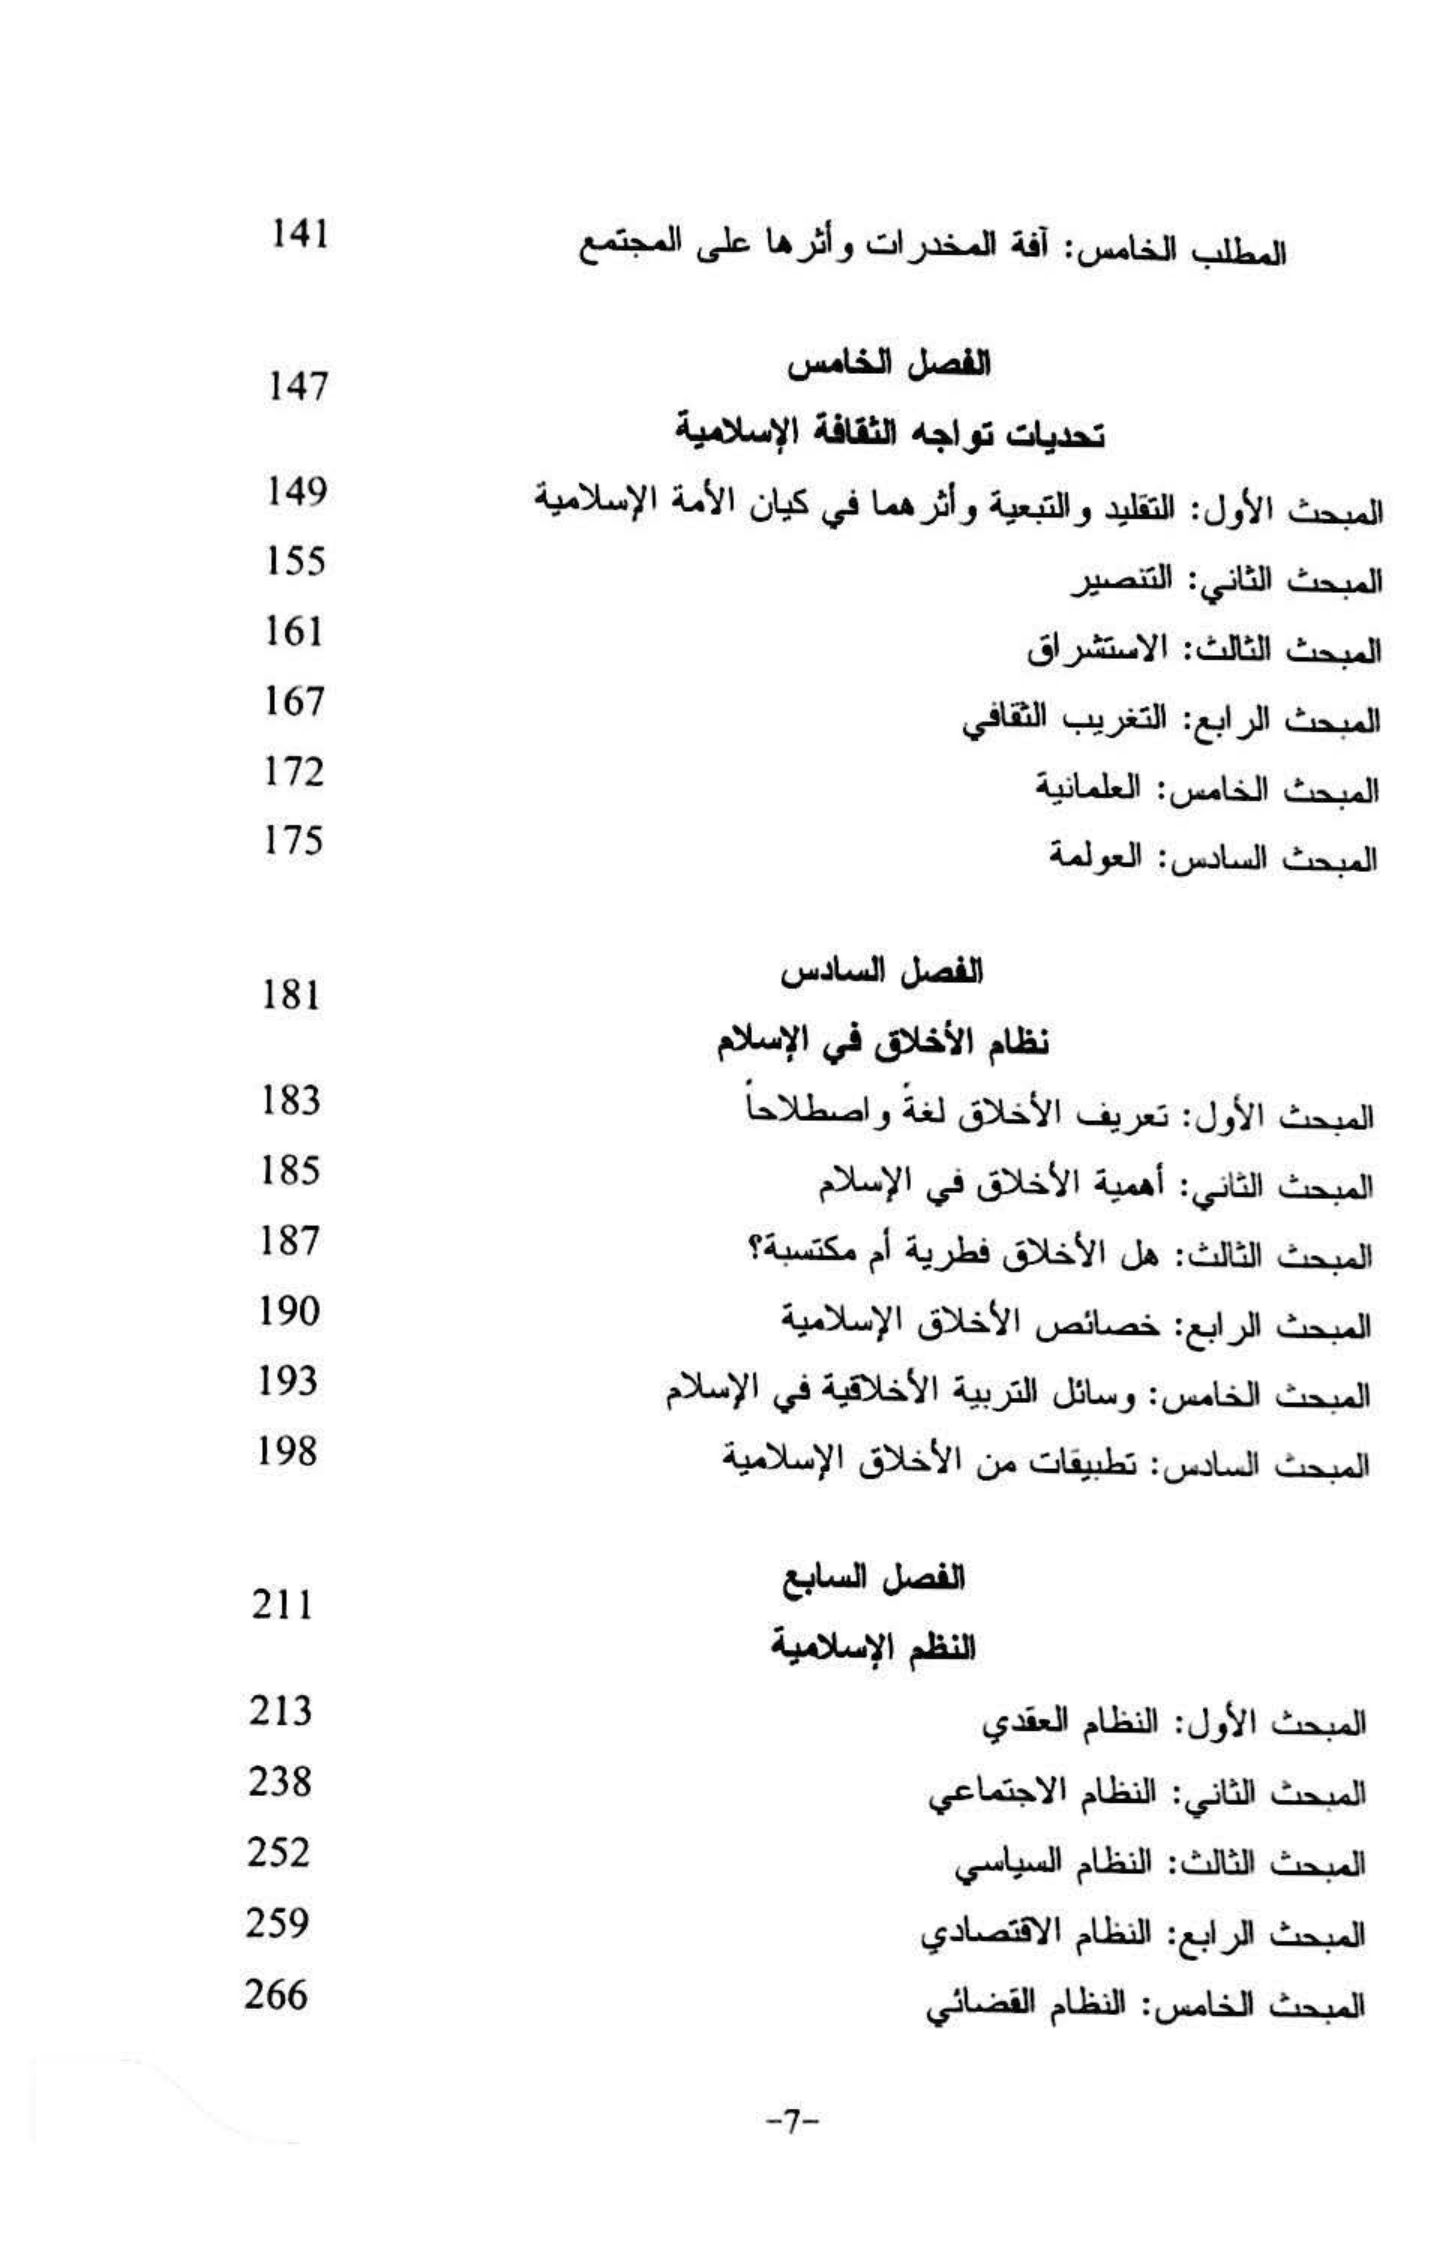 المطلب الخامس: آفة المخدرات وأثرها على المجتمع 141
الفصل الخامس 147
تحديات تواجه الثقافة الإسلامية
المبحث الأول: التقليد والتبعية وأثرهما في كيان الأمة الإسلامية 149
المبحث الثاني: التنصير 155
المبحث الثالث: الاستشراق 161
المبحث الرابع: التغريب الثقافي 167
المبحث الخامس: العلمانية 172
المبحث السادس: العولمة 175
الفصل السادس 181
نظام الأخلاق في الإسلام
المبحث الأول: تعريف الأخلاق لغةً واصطلاحاً 183
المبحث الثاني: أهمية الأخلاق في الإسلام 185
المبحث الثالث: هل الأخلاق فطرية أم مكتسبة؟ 187
المبحث الرابع: خصائص الأخلاق الإسلامية 190
المبحث الخامس: وسائل التربية الأخلاقية في الإسلام 193
المبحث السادس: تطبيقات من الأخلاق الإسلامية 198
الفصل السابع 211
النظم الإسلامية
المبحث الأول: النظام العقدي 213
المبحث الثاني: النظام الاجتماعي 238
المبحث الثالث: النظام السياسي 252
المبحث الرابع: النظام الاقتصادي 259
المبحث الخامس: النظام القضائي 266
-7-